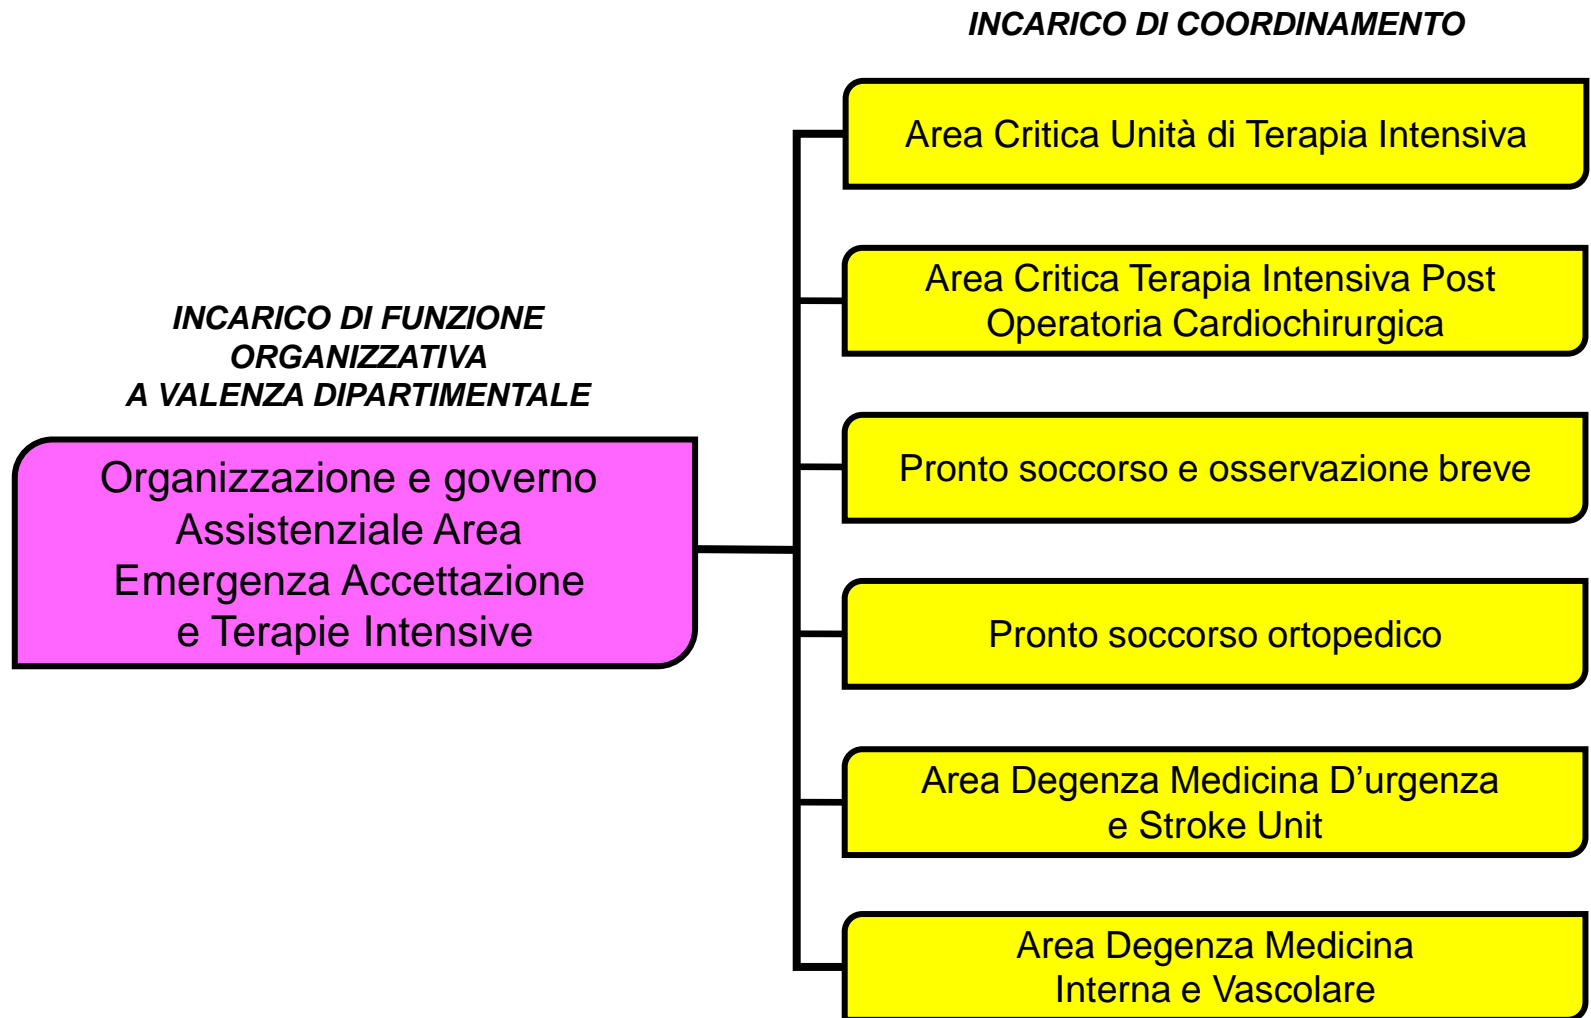 INCARICO DI COORDINAMENTO
Area Critica Unità di Terapia Intensiva
Area Critica Terapia Intensiva Post
Operatoria Cardiochirurgica
INCARICO DI FUNZIONE
ORGANIZZATIVA
A VALENZA DIPARTIMENTALE
Organizzazione e governo
Assistenziale Area
Emergenza Accettazione
e Terapie Intensive
Pronto soccorso e osservazione breve
Pronto soccorso ortopedico
Area Degenza Medicina D’urgenza
e Stroke Unit
Area Degenza Medicina
Interna e Vascolare